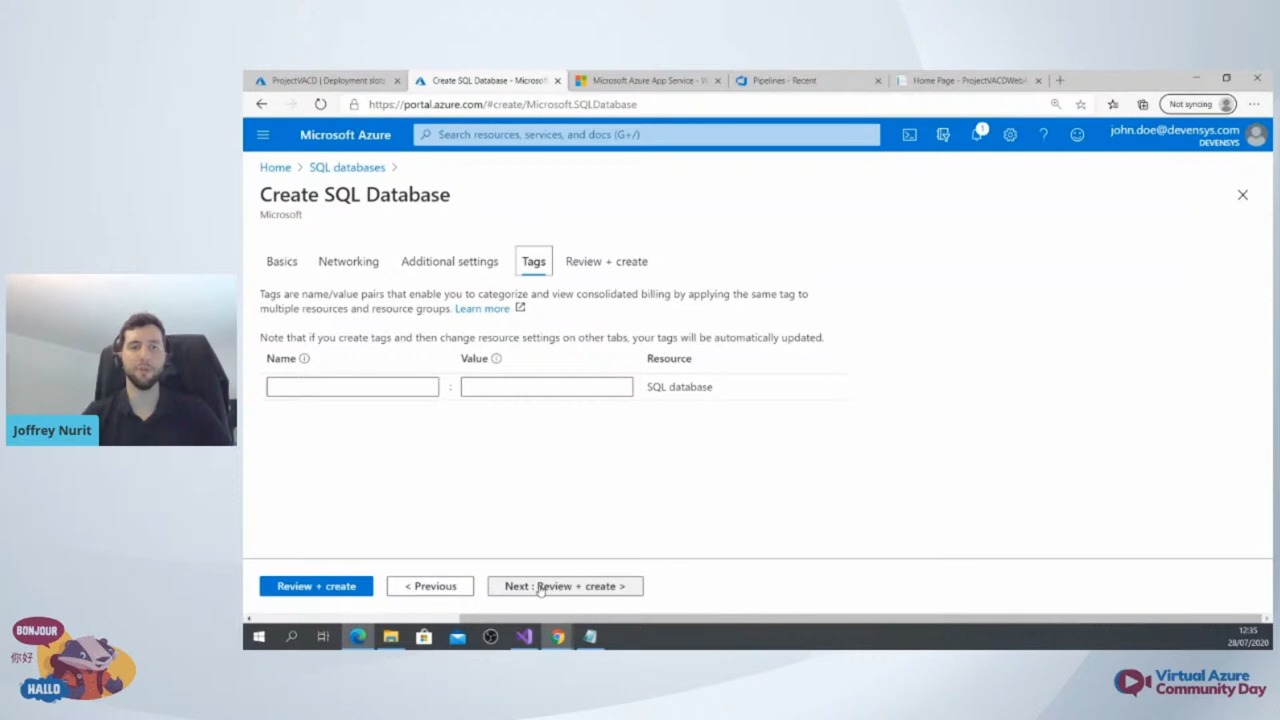 ProjectVACD | Deployment slots
Create SQL Database - Microsof
Microsoft Azure App Service - W
Pipelines - Recent
Home Page - ProjectVACDWeb
https://portal.azure.com/#create/Microsoft.SQLDatabase
Not syncing
Microsoft Azure
Search resources, services, and docs (G+/)
1
john.doe@devensys.com
DEVENSYS
Home > SQL databases >
Create SQL Database
Microsoft
Basics
Networking
Additional settings
Tags
Review + create
Tags are name/value pairs that enable you to categorize and view consolidated billing by applying the same tag to
multiple resources and resource groups. Learn more
Note that if you create tags and then change resource settings on other tabs, your tags will be automatically updated.
Name
Value
Resource
:
SQL database
Joffrey Nurit
Review + create
< Previous
Next : Review + create >
12:35
28/07/2020
BONJOUR
你好
HALLO
Virtual Azure
Community Day